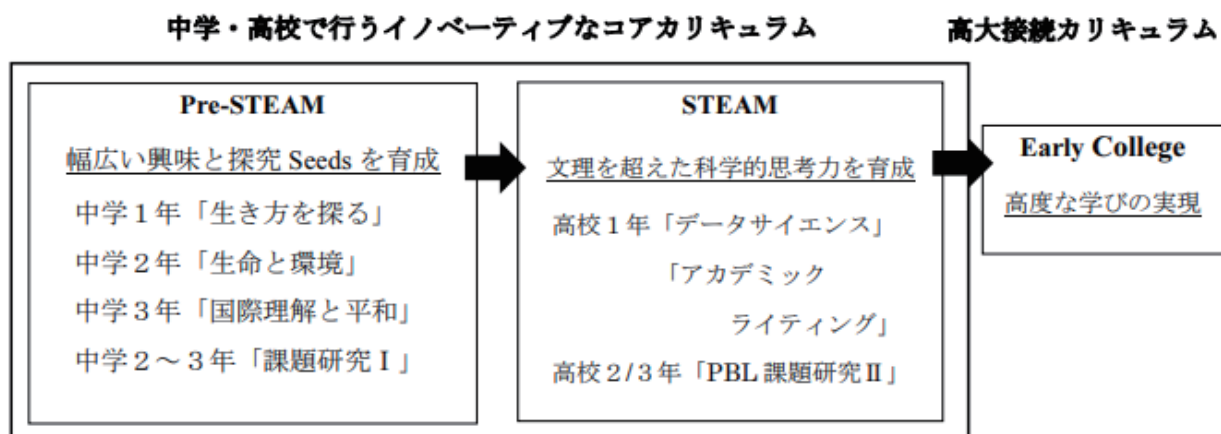 中学・高校で行うイノベーティブなコアカリキュラム
高大接続カリキュラム
Pre-STEAM
幅広い興味と探究 Seeds を育成
中学１年「生き方を探る」
中学２年「生命と環境」
中学３年「国際理解と平和」
中学２～３年「課題研究Ⅰ」
STEAM
文理を超えた科学的思考力を育成
高校１年「データサイエンス」
「アカデミック
ライティング」
高校２/３年「PBL 課題研究Ⅱ」
Early College
高度な学びの実現